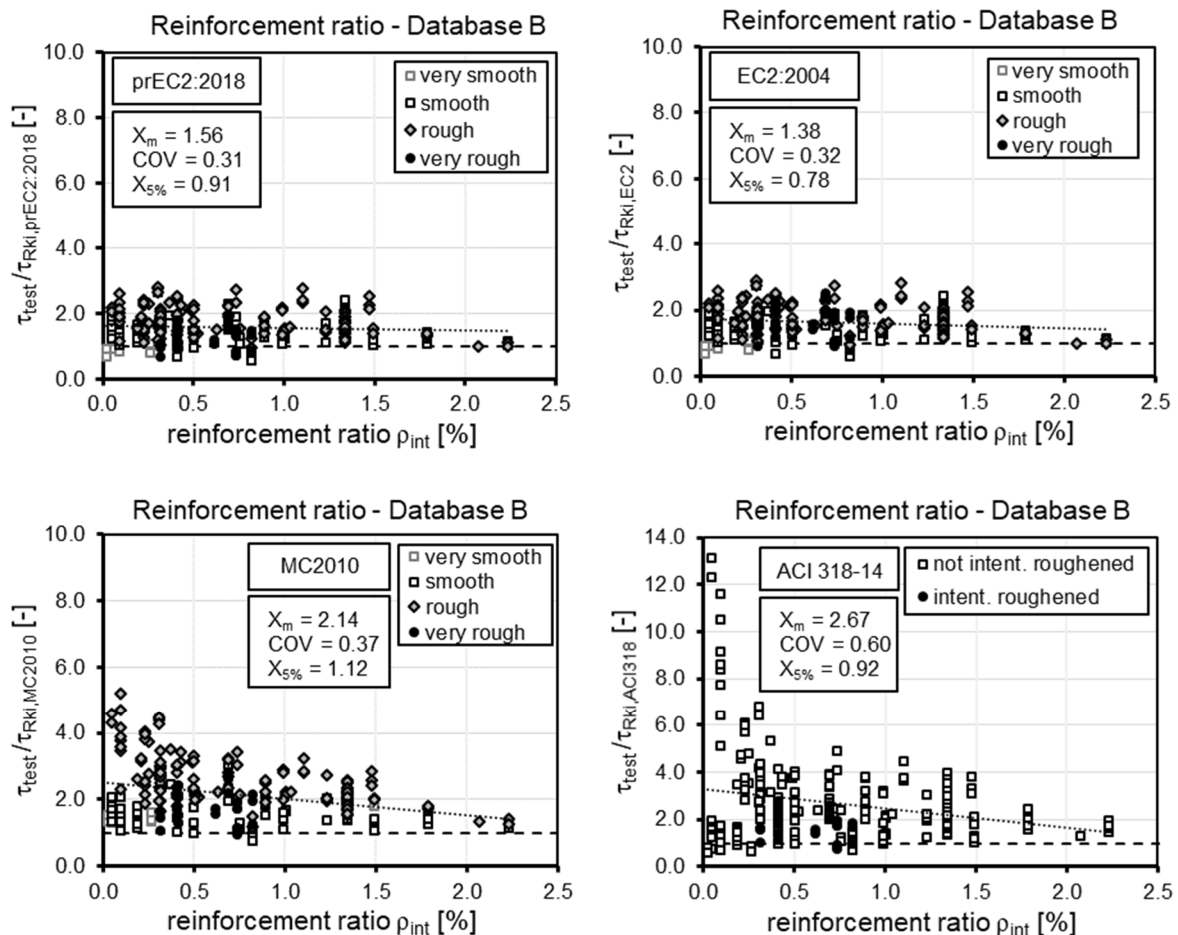 Reinforcement ratio - Database B
τtest/τRki,prEC2:2018 [-]
10.0
8.0
6.0
4.0
2.0
0.0
prEC2:2018
Xm = 1.56
COV = 0.31
X5% = 0.91
very smooth
smooth
rough
very rough
0.0 0.5 1.0 1.5 2.0 2.5
reinforcement ratio ρint [%]
Reinforcement ratio - Database B
τtest/τRki,EC2 [-]
10.0
8.0
6.0
4.0
2.0
0.0
EC2:2004
Xm = 1.38
COV = 0.32
X5% = 0.78
very smooth
smooth
rough
very rough
0.0 0.5 1.0 1.5 2.0 2.5
reinforcement ratio ρint [%]
Reinforcement ratio - Database B
τtest/τRki,MC2010 [-]
10.0
8.0
6.0
4.0
2.0
0.0
MC2010
Xm = 2.14
COV = 0.37
X5% = 1.12
very smooth
smooth
rough
very rough
0.0 0.5 1.0 1.5 2.0 2.5
reinforcement ratio ρint [%]
Reinforcement ratio - Database B
τtest/τRki,ACI318 [-]
14.0
12.0
10.0
8.0
6.0
4.0
2.0
0.0
ACI 318-14
Xm = 2.67
COV = 0.60
X5% = 0.92
not intent. roughened
intent. roughened
0.0 0.5 1.0 1.5 2.0 2.5
reinforcement ratio ρint [%]